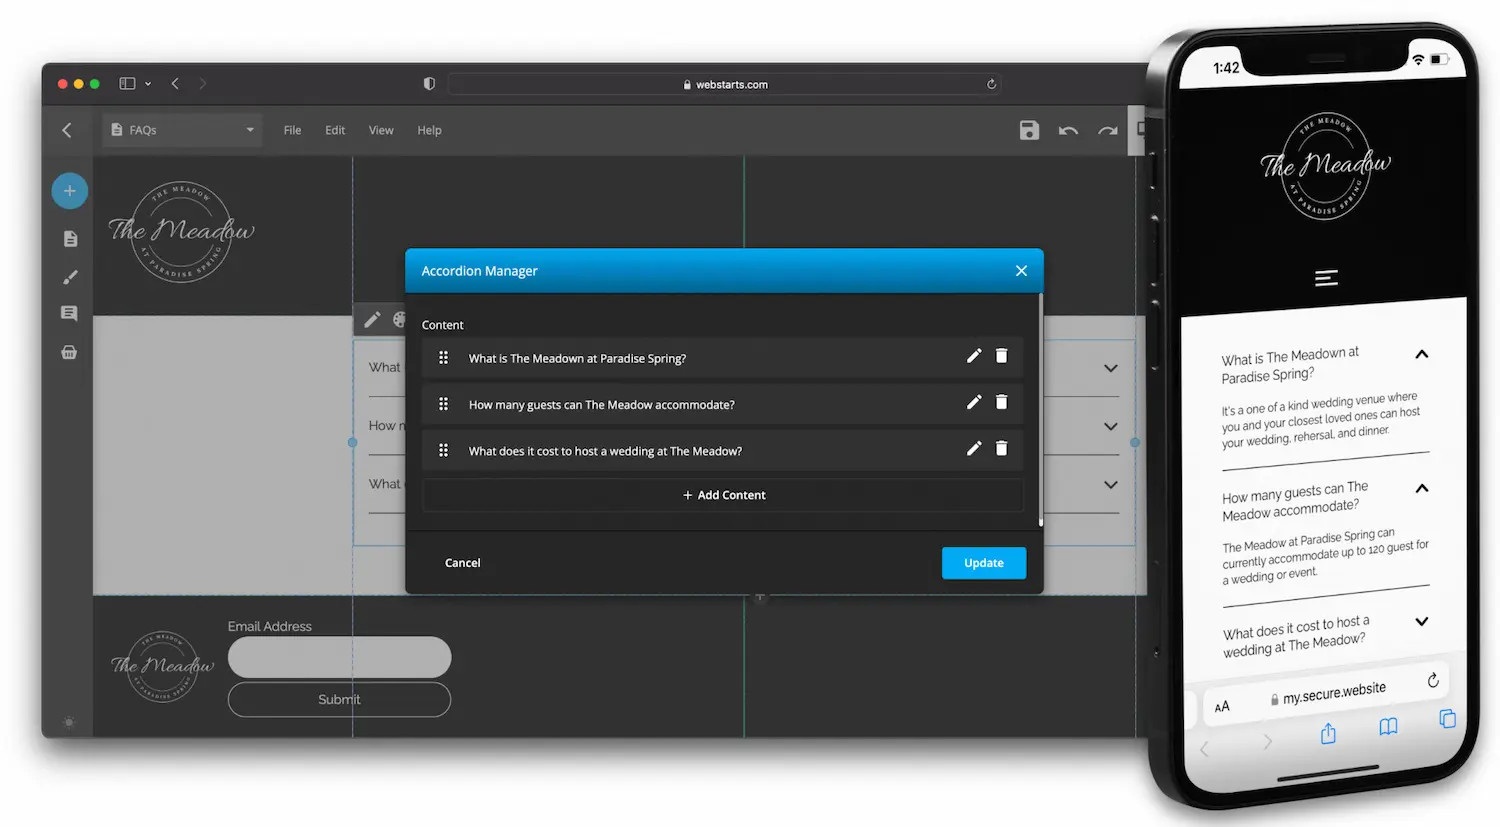 webstarts.com
FAQs
File
Edit
View
Help
THE MEADOW
The Meadow
AT PARADISE SPRING
Accordion Manager
Content
What is The Meadown at Paradise Spring?
How many guests can The Meadow accommodate?
What does it cost to host a wedding at The Meadow?
+ Add Content
Cancel
Update
What
How n
What
THE MEADOW
The Meadow
AT PARADISE SPRING
Email Address
Submit
1:42
THE MEADOW
The Meadow
AT PARADISE SPRING
What is The Meadown at
Paradise Spring?
It's a one of a kind wedding venue where
you and your closest loved ones can host
your wedding, rehersal, and dinner.
How many guests can The
Meadow accommodate?
The Meadow at Paradise Spring can
currently accommodate up to 120 guest for
a wedding or event.
What does it cost to host a
wedding at The Meadow?
AA
my.secure.website